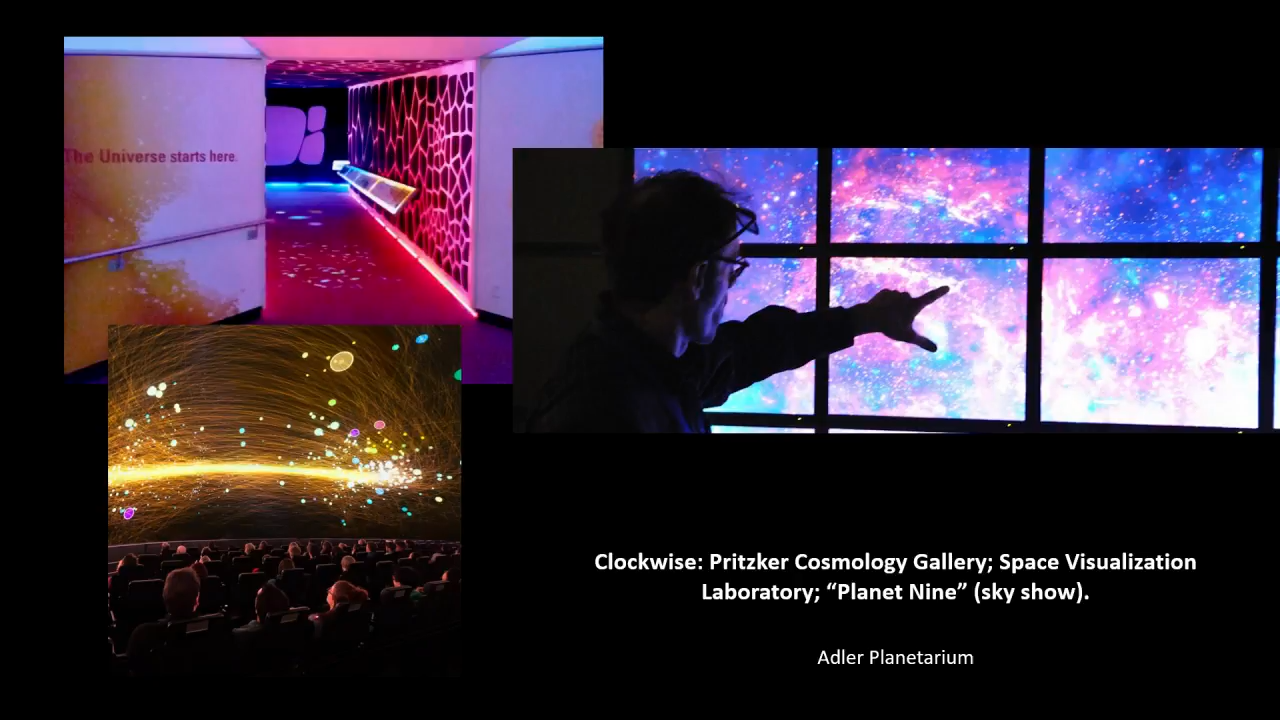 The Universe starts here.
Clockwise: Pritzker Cosmology Gallery; Space Visualization
Laboratory; “Planet Nine” (sky show).
Adler Planetarium